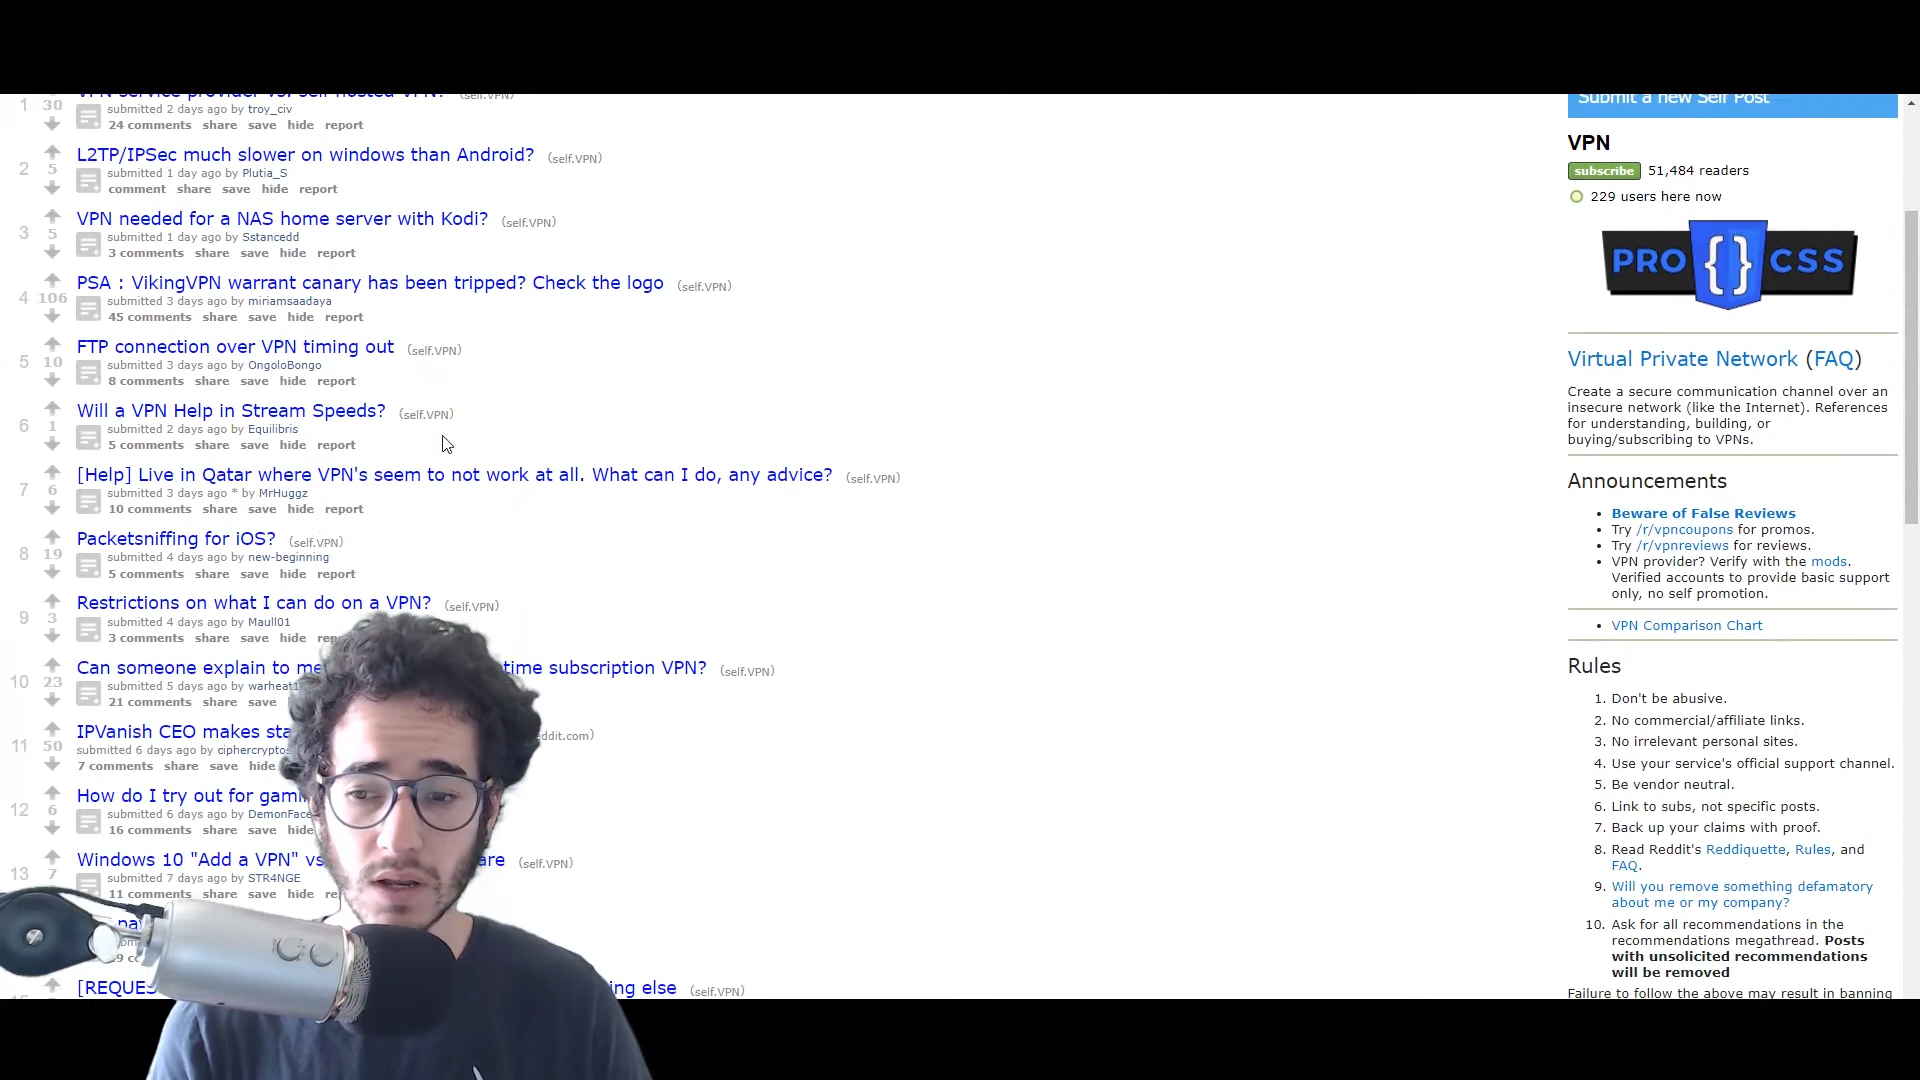 VPN service provider vs. self hosted VPN? (self.VPN)
1 30 submitted 2 days ago by troy_civ
24 comments share save hide report
L2TP/IPSec much slower on windows than Android? (self.VPN)
2 5 submitted 1 day ago by Plutia_S
comment share save hide report
VPN needed for a NAS home server with Kodi? (self.VPN)
3 5 submitted 1 day ago by Sstancedd
3 comments share save hide report
PSA : VikingVPN warrant canary has been tripped? Check the logo (self.VPN)
4 106 submitted 3 days ago by miriamsaadaya
45 comments share save hide report
FTP connection over VPN timing out (self.VPN)
5 10 submitted 3 days ago by OngoloBongo
8 comments share save hide report
Will a VPN Help in Stream Speeds? (self.VPN)
6 1 submitted 2 days ago by Equilibris
5 comments share save hide report
[Help] Live in Qatar where VPN's seem to not work at all. What can I do, any advice? (self.VPN)
7 6 submitted 3 days ago * by MrHuggz
10 comments share save hide report
Packetsniffing for iOS? (self.VPN)
8 19 submitted 4 days ago by new-beginning
5 comments share save hide report
Restrictions on what I can do on a VPN? (self.VPN)
9 3 submitted 4 days ago by Maull01
3 comments share save hide
Can someone explain to me time subscription VPN? (self.VPN)
10 23 submitted 5 days ago by
21 comments share save
IPVanish CEO makes
11 50 submitted 6 days ago by
7 comments share save hide
How do I try out for
12 6 submitted 6 days ago by
16 comments share save hide
Windows 10 "Add a VPN" vs (self.VPN)
13 7 submitted 7 days ago by STR4NGE
11 comments share save hide
else (self.VPN)
Submit a new Self Post
VPN
subscribe 51,484 readers
229 users here now
PRO {} CSS
Virtual Private Network (FAQ)
Create a secure communication channel over an
insecure network (like the Internet). References
for understanding, building, or
buying/subscribing to VPNs.
Announcements
• Beware of False Reviews
• Try /r/vpncoupons for promos.
• Try /r/vpnreviews for reviews.
• VPN provider? Verify with the mods.
Verified accounts to provide basic support
only, no self promotion.
• VPN Comparison Chart
Rules
1. Don't be abusive.
2. No commercial/affiliate links.
3. No irrelevant personal sites.
4. Use your service's official support channel.
5. Be vendor neutral.
6. Link to subs, not specific posts.
7. Back up your claims with proof.
8. Read Reddit's Reddiquette, Rules, and
FAQ.
9. Will you remove something defamatory
about me or my company?
10. Ask for all recommendations in the
recommendations megathread. Posts
with unsolicited recommendations
will be removed
Failure to follow the above may result in banning